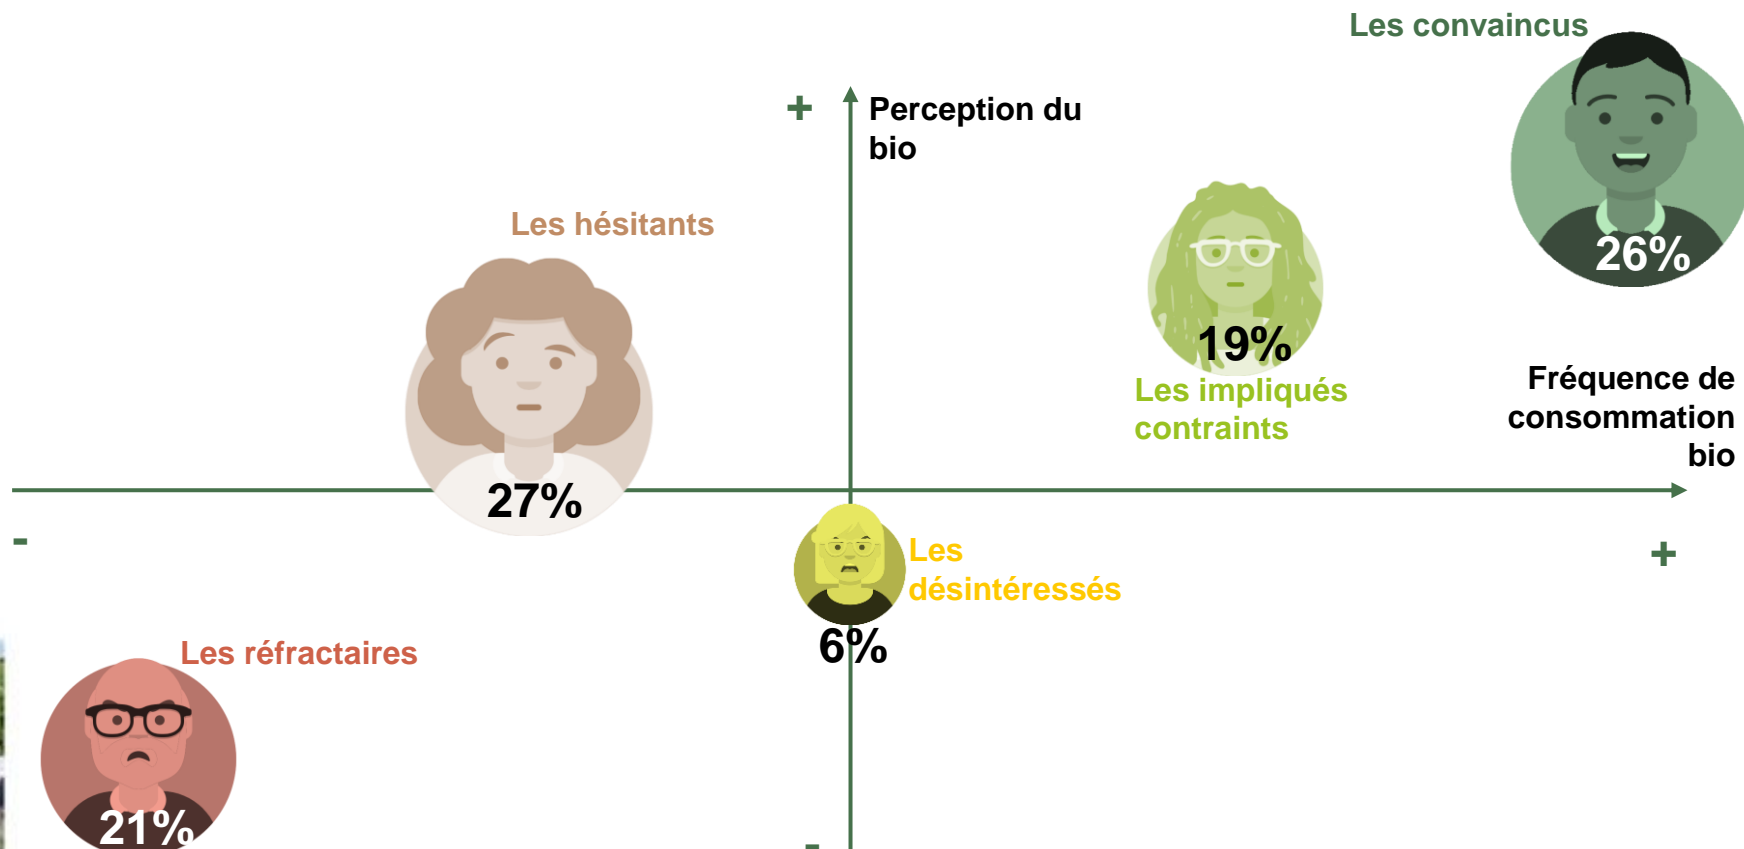 Les convaincus
+
Perception du
bio
Les hésitants
26%
19%
Les impliqués
contraints
Fréquence de
consommation
bio
27%
-
+
Les
désintéressés
6%
Les réfractaires
21%
-